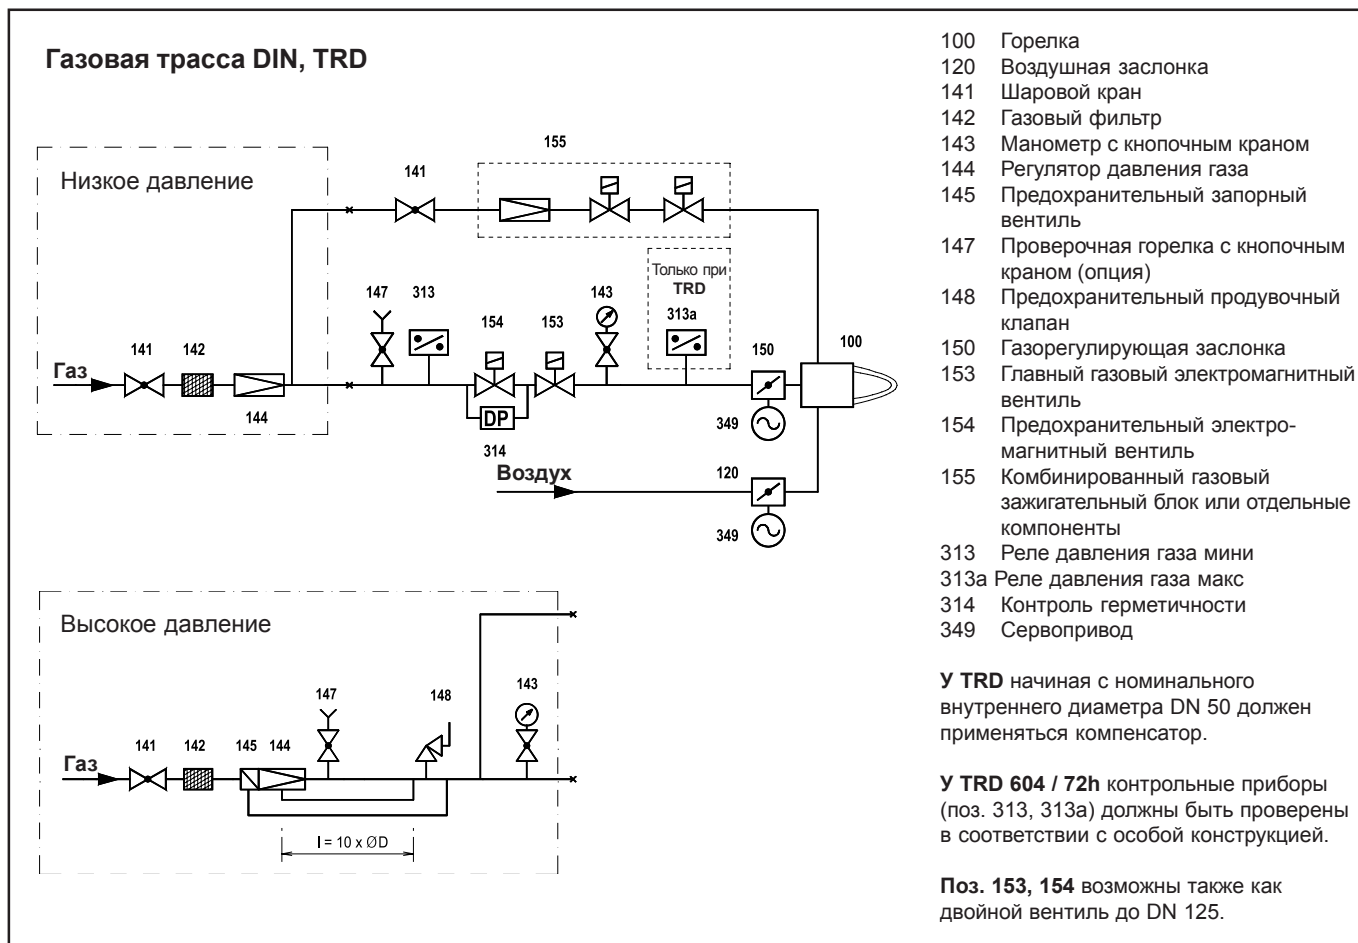 Газовая трасса DIN, TRD
Низкое давление
155
141
Только при
TRD
147
313
154
153
143
313a
150
100
141
142
Газ
144
DP
314
349
Воздух
120
349
Высокое давление
147
148
143
141
142
145
144
Газ
l = 10 x ØD
100 Горелка
120 Воздушная заслонка
141 Шаровой кран
142 Газовый фильтр
143 Манометр с кнопочным краном
144 Регулятор давления газа
145 Предохранительный запорный
вентиль
147 Проверочная горелка с кнопочным
краном (опция)
148 Предохранительный продувочный
клапан
150 Газорегулирующая заслонка
153 Главный газовый электромагнитный
вентиль
154 Предохранительный электро-
магнитный вентиль
155 Комбинированный газовый
зажигательный блок или отдельные
компоненты
313 Реле давления газа мини
313a Реле давления газа макс
314 Контроль герметичности
349 Сервопривод
У TRD начиная с номинального
внутреннего диаметра DN 50 должен
применяться компенсатор.
У TRD 604 / 72h контрольные приборы
(поз. 313, 313a) должны быть проверены
в соответствии с особой конструкцией.
Поз. 153, 154 возможны также как
двойной вентиль до DN 125.